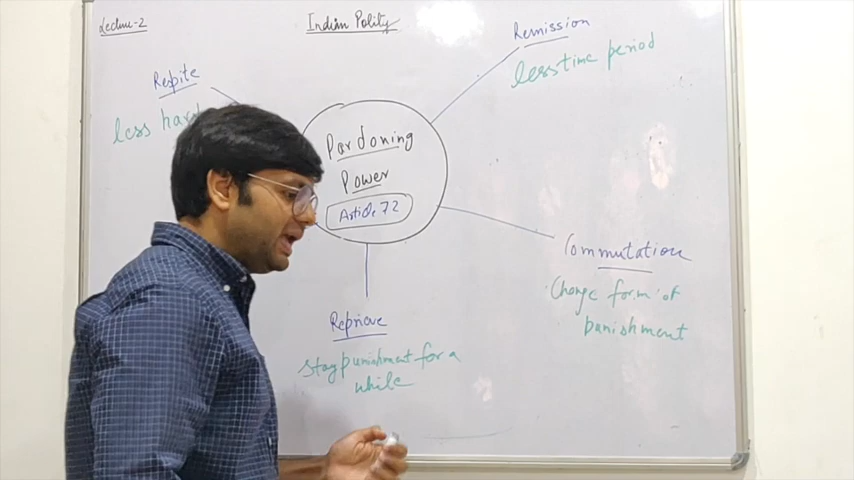 Lecture-2
Indian Polity
Remission
less time period
Respite
less
Pardoning
Power
Article 72
Commutation
Change form of
punishment
Reprieve
stay punishment for a
while